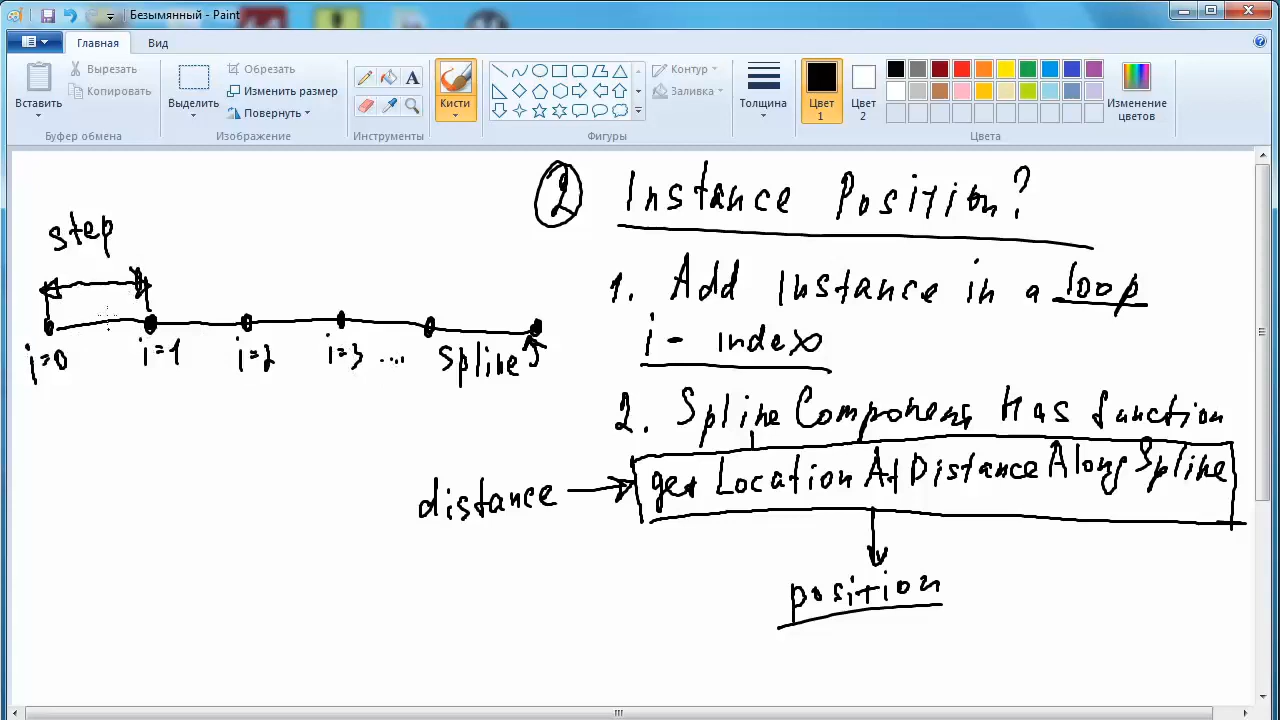 Безымянный - Paint
Главная
Вид
Вставить
Вырезать
Копировать
Буфер обмена
Выделить
Обрезать
Изменить размер
Повернуть
Изображение
Инструменты
Кисти
Контур
Заливка
Фигуры
Толщина
Цвет 1
Цвет 2
Изменение цветов
Цвета
2 Instance Position?
step
1. Add instance in a loop
i - index
i=0 i=1 i=2 i=3 .... spline
2. Spline Component Has function
get Location At Distance Along Spline
distance
position